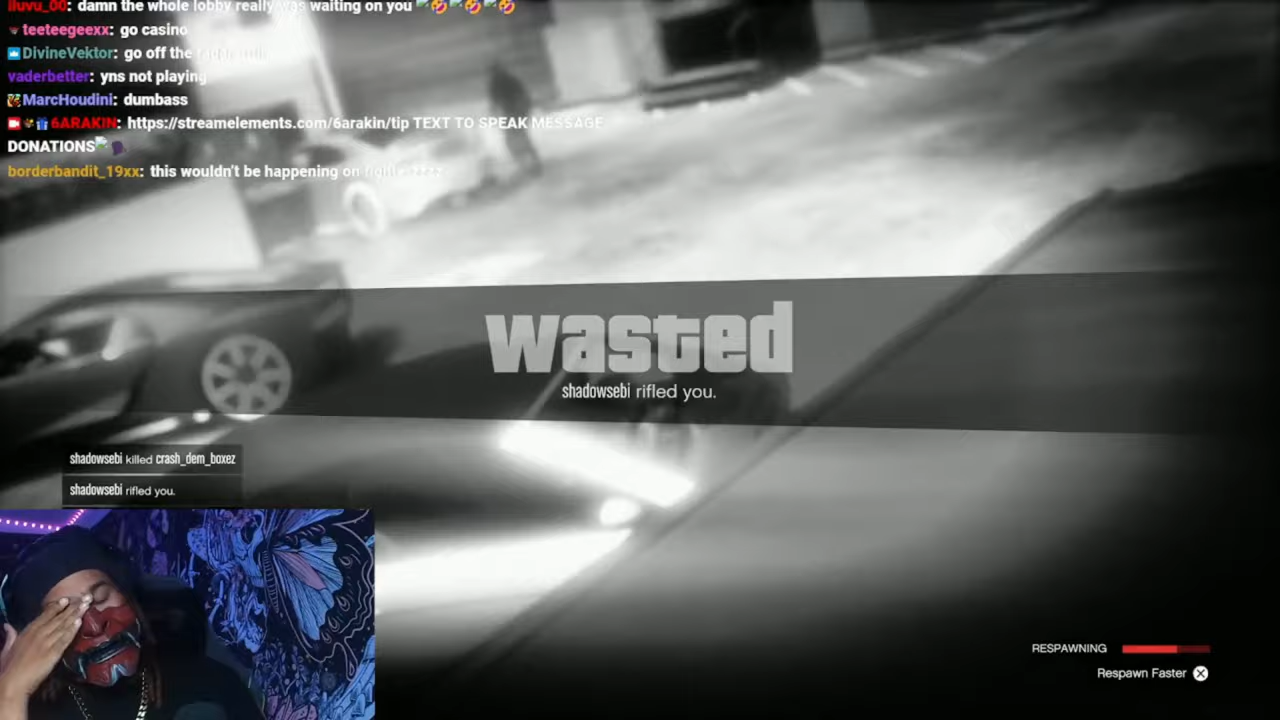 iluvu_00: damn the whole lobby really was waiting on you
teeteegeexx: go casino
DivineVektor: go off the
vaderbetter: yns not playing
MarcHoudini: dumbass
6ARAKIN: https://streamelements.com/6arakin/tip TEXT TO SPEAK MESSAGE
DONATIONS
borderbandit_19xx: this wouldn't be happening on
wasted
shadowsebi rifled you.
shadowsebi killed crash_dem_boxez
shadowsebi rifled you.
RESPAWNING
Respawn Faster